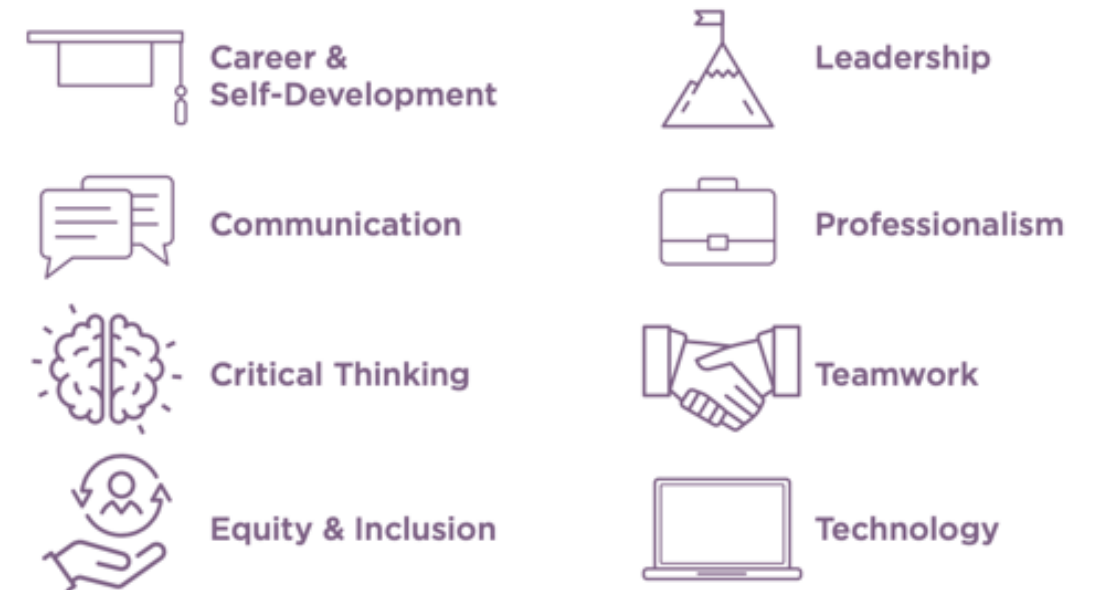 Career &
Self-Development
Leadership
Communication
Professionalism
Critical Thinking
Teamwork
Equity & Inclusion
Technology